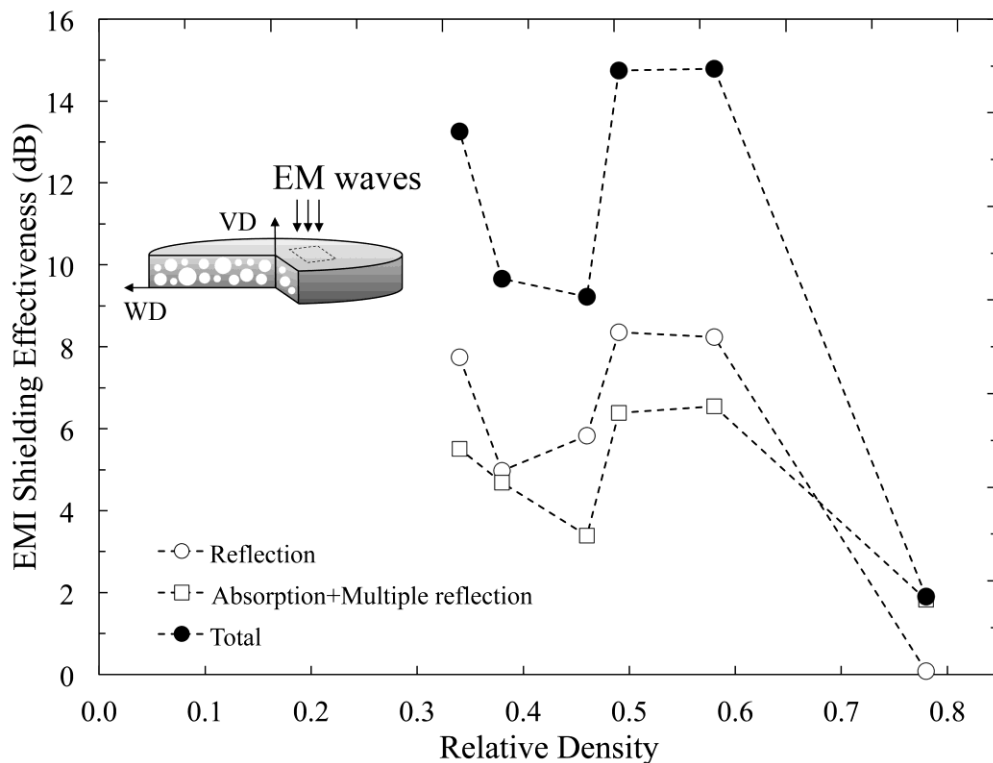 EMI Shielding Effectiveness (dB)
16
14
12
10
8
6
4
2
0
EM waves
VD
WD
Reflection
Absorption+Multiple reflection
Total
0.0 0.1 0.2 0.3 0.4 0.5 0.6 0.7 0.8
Relative Density